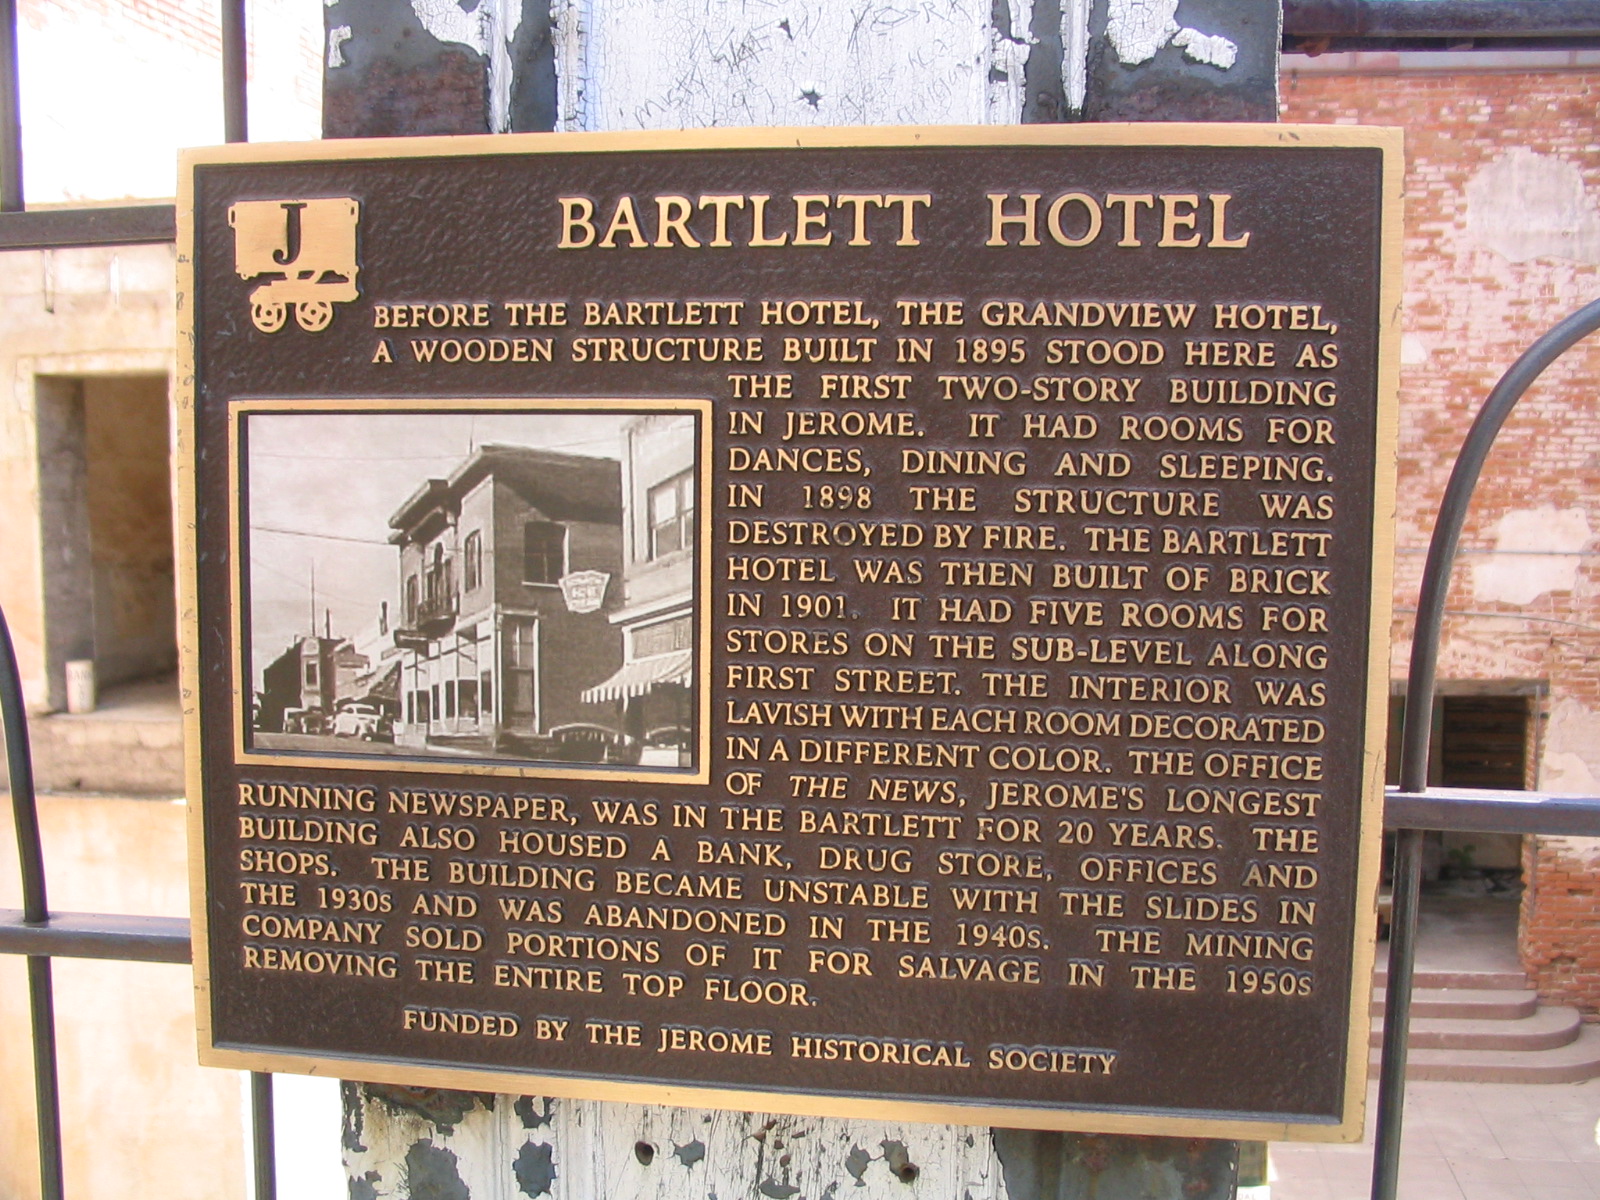 NEW YORK
J
BARTLETT HOTEL
BEFORE THE BARTLETT HOTEL, THE GRANDVIEW HOTEL,
A WOODEN STRUCTURE BUILT IN 1895 STOOD HERE AS
THE FIRST TWO-STORY BUILDING
IN JEROME. IT HAD ROOMS FOR
DANCES, DINING AND SLEEPING.
IN 1898 THE STRUCTURE WAS
DESTROYED BY FIRE. THE BARTLETT
HOTEL WAS THEN BUILT OF BRICK
IN 1901. IT HAD FIVE ROOMS FOR
STORES ON THE SUB-LEVEL ALONG
FIRST STREET. THE INTERIOR WAS
LAVISH WITH EACH ROOM DECORATED
IN A DIFFERENT COLOR. THE OFFICE
OF THE NEWS, JEROME'S LONGEST
RUNNING NEWSPAPER, WAS IN THE BARTLETT FOR 20 YEARS. THE
BUILDING ALSO HOUSED A BANK, DRUG STORE, OFFICES AND
SHOPS. THE BUILDING BECAME UNSTABLE WITH THE SLIDES IN
THE 1930s AND WAS ABANDONED IN THE 1940s. THE MINING
COMPANY SOLD PORTIONS OF IT FOR SALVAGE IN THE 1950s
REMOVING THE ENTIRE TOP FLOOR.
FUNDED BY THE JEROME HISTORICAL SOCIETY